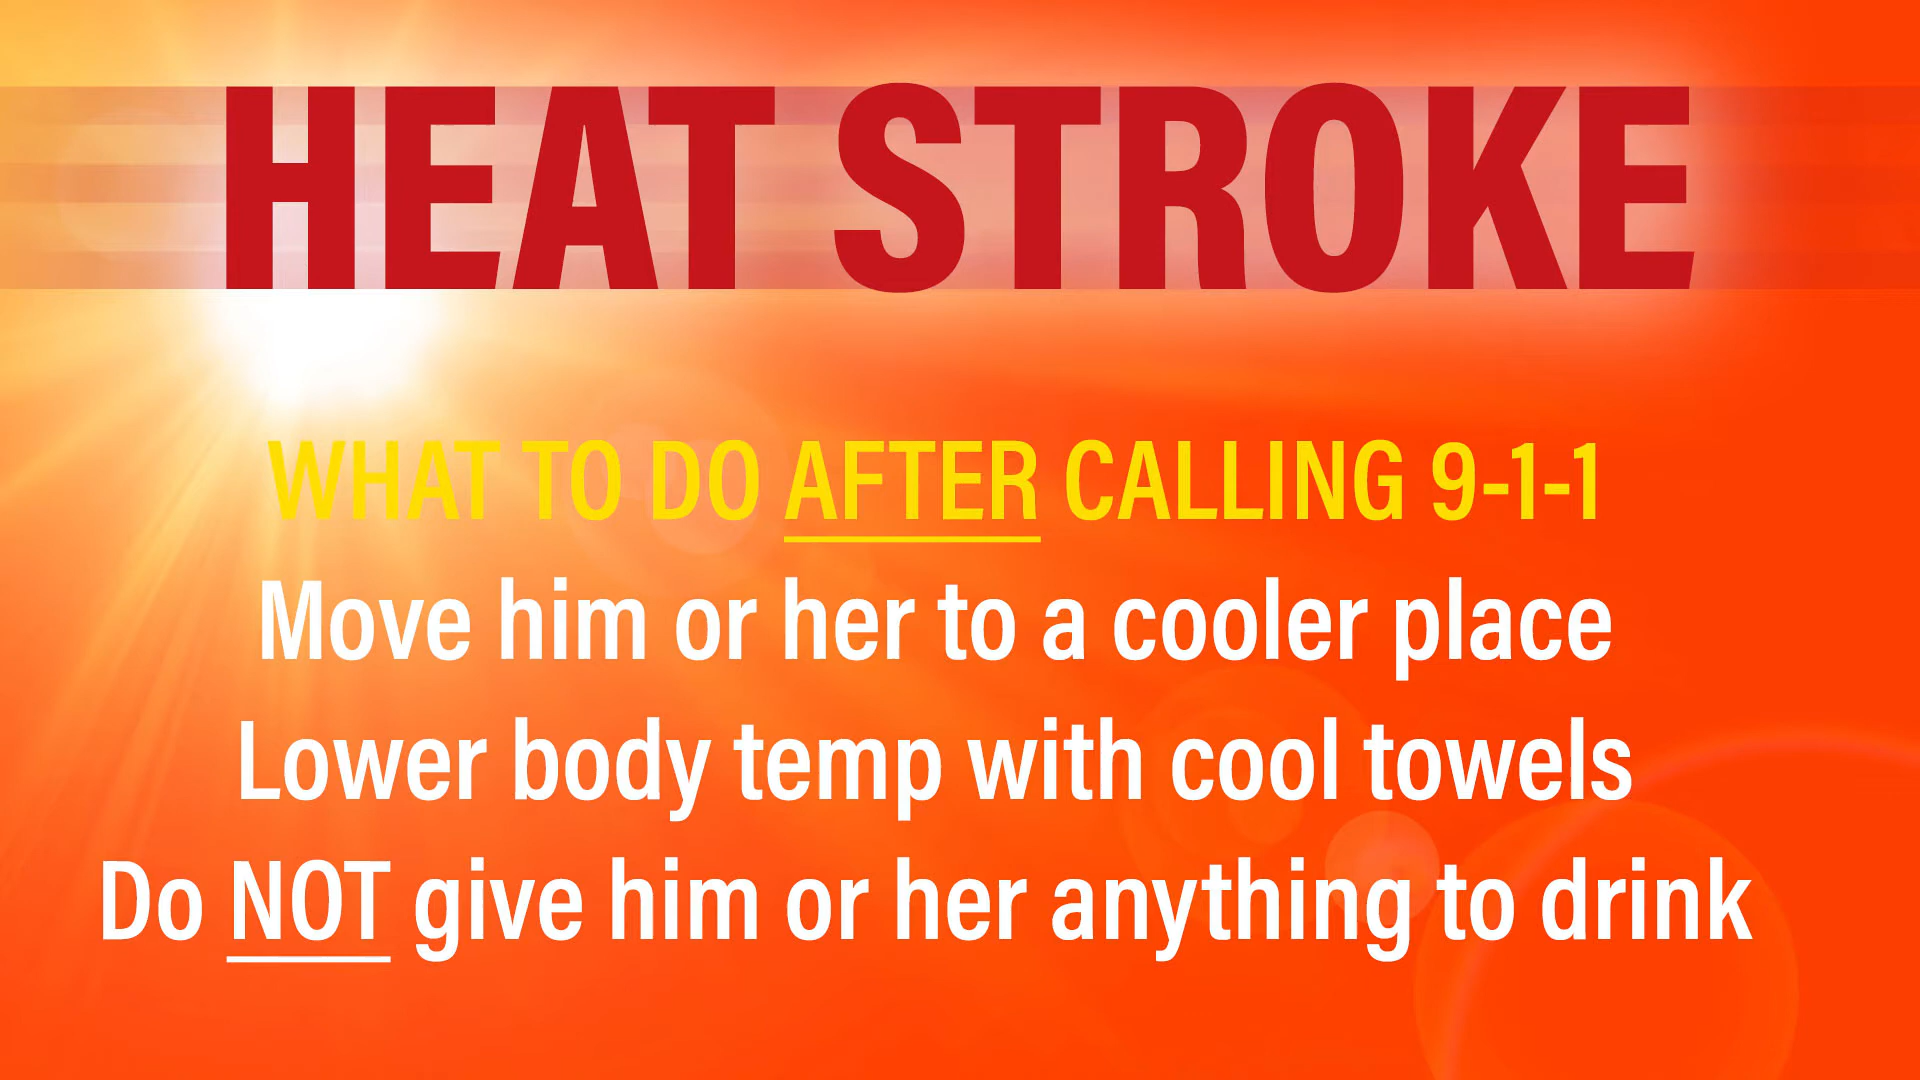 HEAT STROKE
WHAT TO DO AFTER CALLING 9-1-1
Move him or her to a cooler place
Lower body temp with cool towels
Do NOT give him or her anything to drink